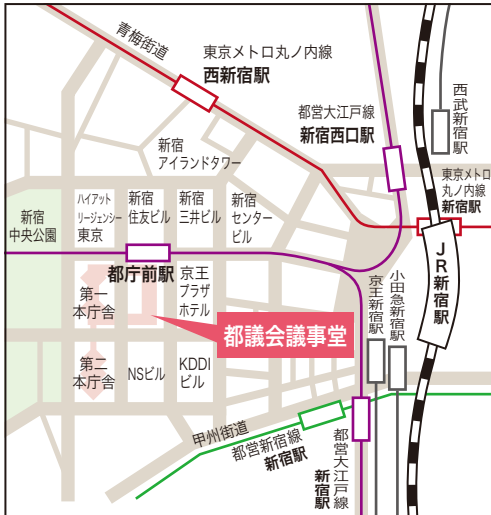 青梅街道
東京メトロ丸ノ内線
西新宿駅
都営大江戸線
新宿西口駅
西武新宿駅
新宿
アイランドタワー
東京メトロ
丸ノ内線
新宿駅
新宿
中央公園
ハイアット
リージェンシー
東京
新宿
住友ビル
新宿
三井ビル
新宿
センター
ビル
都庁前駅
JR新宿駅
第一
本庁舎
京王
プラザ
ホテル
都議会議事堂
京王新宿駅
小田急新宿駅
第二
本庁舎
NSビル
KDDI
ビル
甲州街道
都営新宿線
新宿駅
都営大江戸線
新宿駅